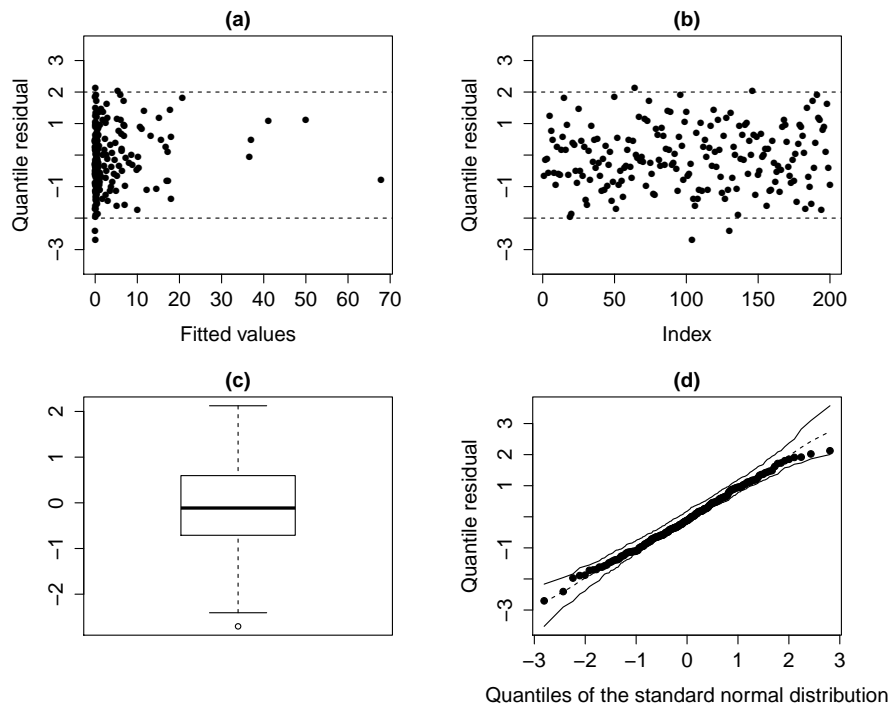 (a)
Quantile residual
3
2
1
−1
−3
0 10 20 30 40 50 60 70
Fitted values
(b)
Quantile residual
3
2
1
−1
−3
0 50 100 150 200
Index
(c)
2
1
0
−1
−2
(d)
Quantile residual
3
2
1
−1
−3
−3 −2 −1 0 1 2 3
Quantiles of the standard normal distribution